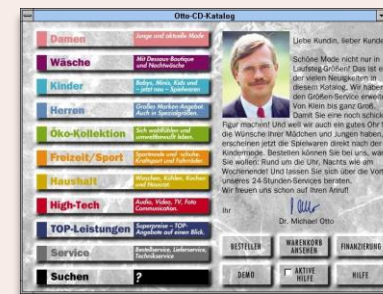 Otto-CD-Katalog
Damen
Junge und aktuelle Mode
Wäsche
Mit Dessous-Boutique
und Nachtwäsche
Kinder
Babys, Minis, Kids und
– jetzt neu – Spielwaren
Herren
Großes Marken-Angebot
Auch in Spezialgrößen.
Öko-Kollektion
Sich wohlfühlen und
umweltbewußt leben.
Freizeit/Sport
Sportmode und -schuhe.
Kraftsport und Fahrräder.
Haushalt
Waschen, Kühlen, Kochen
und Hausrat.
High-Tech
Audio, Video, TV, Foto
Communication.
TOP-Leistungen
Superpreise – TOP-
Angebote auf einen Blick.
Service
Bestellservice, Lieferservice,
Technikservice
Suchen
?
Liebe Kundin, lieber Kunde
Schöne Mode nicht nur in
Laufsteg-Größen! Das ist e
der vielen Neuigkeiten in
diesem Katalog. Wir haben
den Größen-Service erweite
Von Klein bis ganz Groß.
Damit Sie eine noch schick
Figur machen! Und weil wir auch ein gutes Ohr f
die Wünsche Ihrer Mädchen und Jungen haben,
erscheinen jetzt die Spielwaren direkt nach der
Kindermode. Bestellen können Sie bei uns, wan
Sie wollen: Rund um die Uhr, Nachts wie am
Wochenende! Und lassen Sie sich über die Vort
unseres 24-Stunden-Services beraten.
Wir freuen uns schon auf Ihren Anruf!
Ihr
Dr. Michael Otto
BESTELLER
WARENKORB
ANSEHEN
FINANZIERUNG
DEMO
AKTIVE
HILFE
HILFE